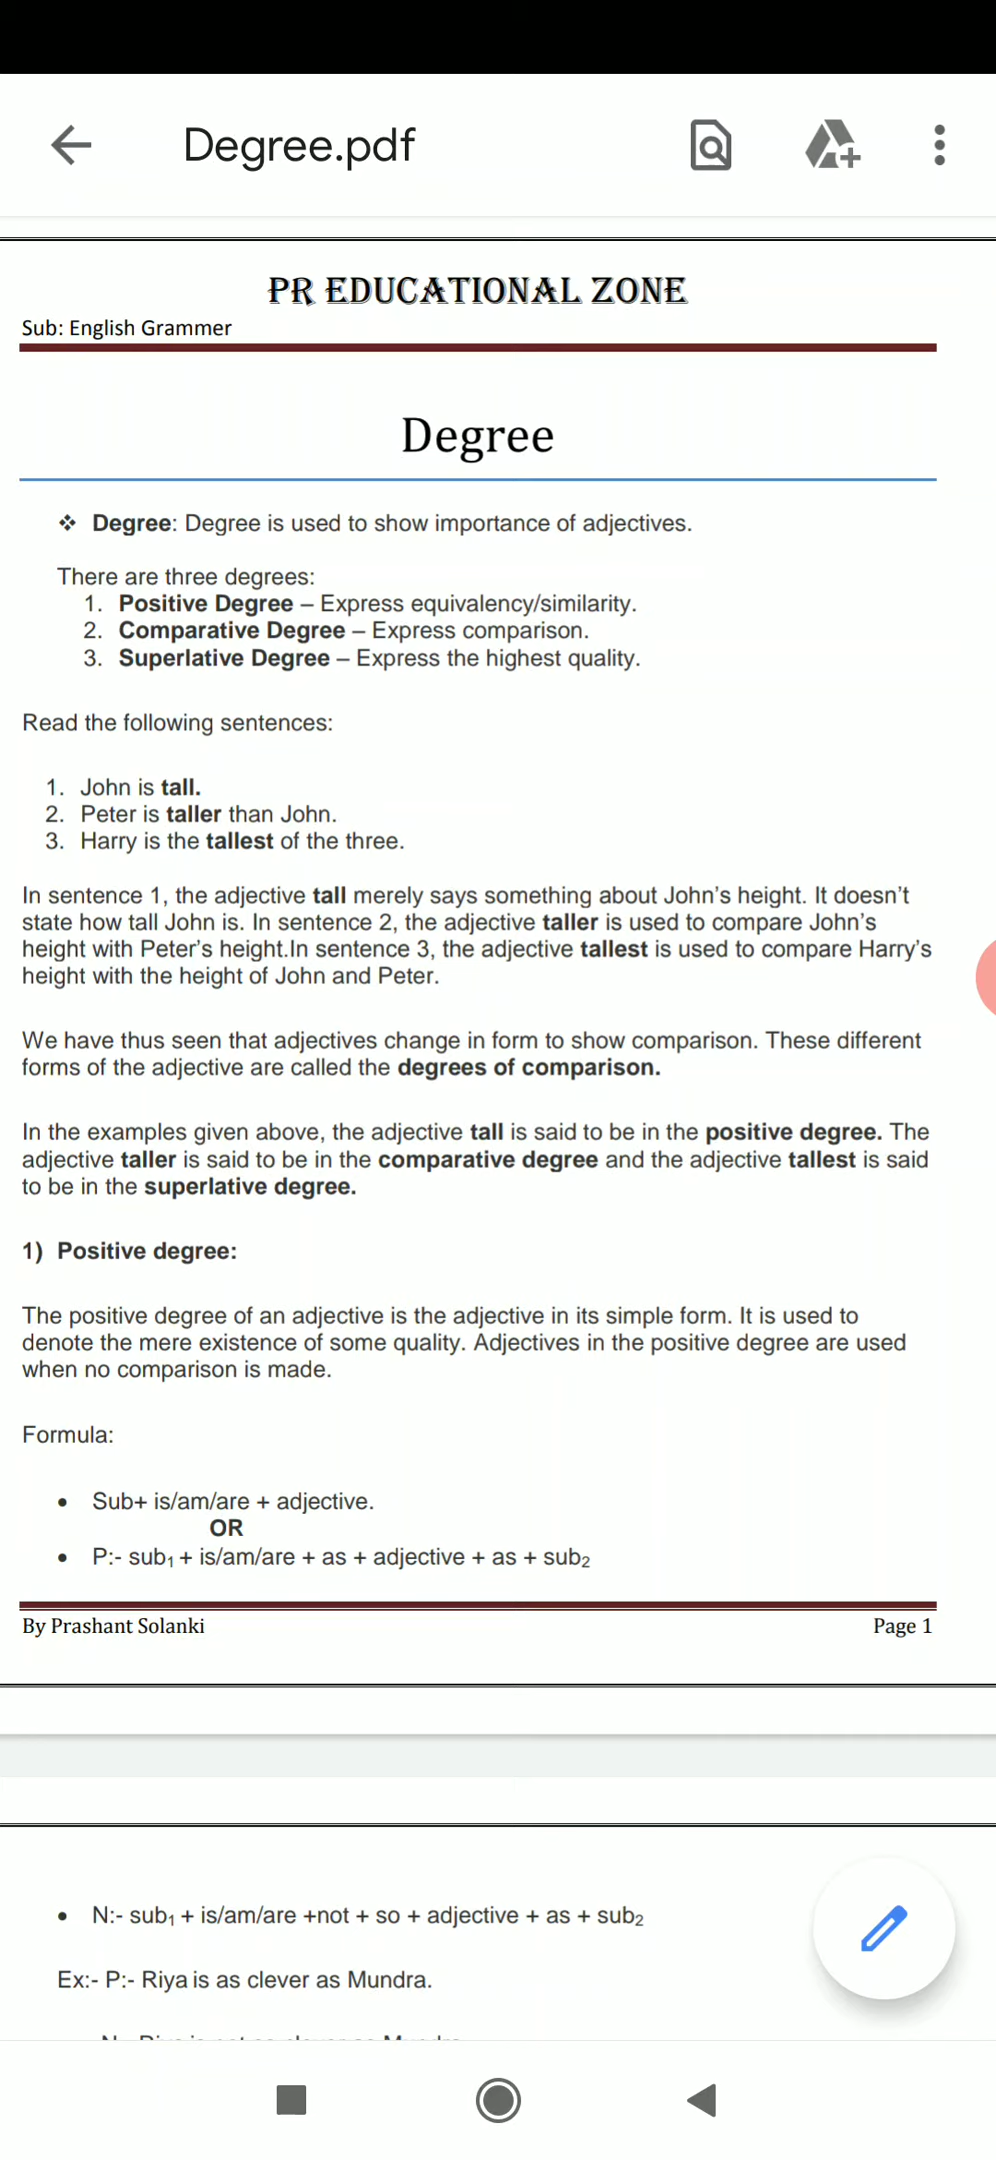 Degree.pdf
PR EDUCATIONAL ZONE
Sub: English Grammer
Degree
❖ Degree: Degree is used to show importance of adjectives.
There are three degrees:
1. Positive Degree – Express equivalency/similarity.
2. Comparative Degree – Express comparison.
3. Superlative Degree – Express the highest quality.
Read the following sentences:
1. John is tall.
2. Peter is taller than John.
3. Harry is the tallest of the three.
In sentence 1, the adjective tall merely says something about John’s height. It doesn’t
state how tall John is. In sentence 2, the adjective taller is used to compare John’s
height with Peter’s height.In sentence 3, the adjective tallest is used to compare Harry’s
height with the height of John and Peter.
We have thus seen that adjectives change in form to show comparison. These different
forms of the adjective are called the degrees of comparison.
In the examples given above, the adjective tall is said to be in the positive degree. The
adjective taller is said to be in the comparative degree and the adjective tallest is said
to be in the superlative degree.
1) Positive degree:
The positive degree of an adjective is the adjective in its simple form. It is used to
denote the mere existence of some quality. Adjectives in the positive degree are used
when no comparison is made.
Formula:
• Sub+ is/am/are + adjective.
OR
• P:- sub₁ + is/am/are + as + adjective + as + sub₂
By Prashant Solanki Page 1
• N:- sub₁ + is/am/are +not + so + adjective + as + sub₂
Ex:- P:- Riya is as clever as Mundra.